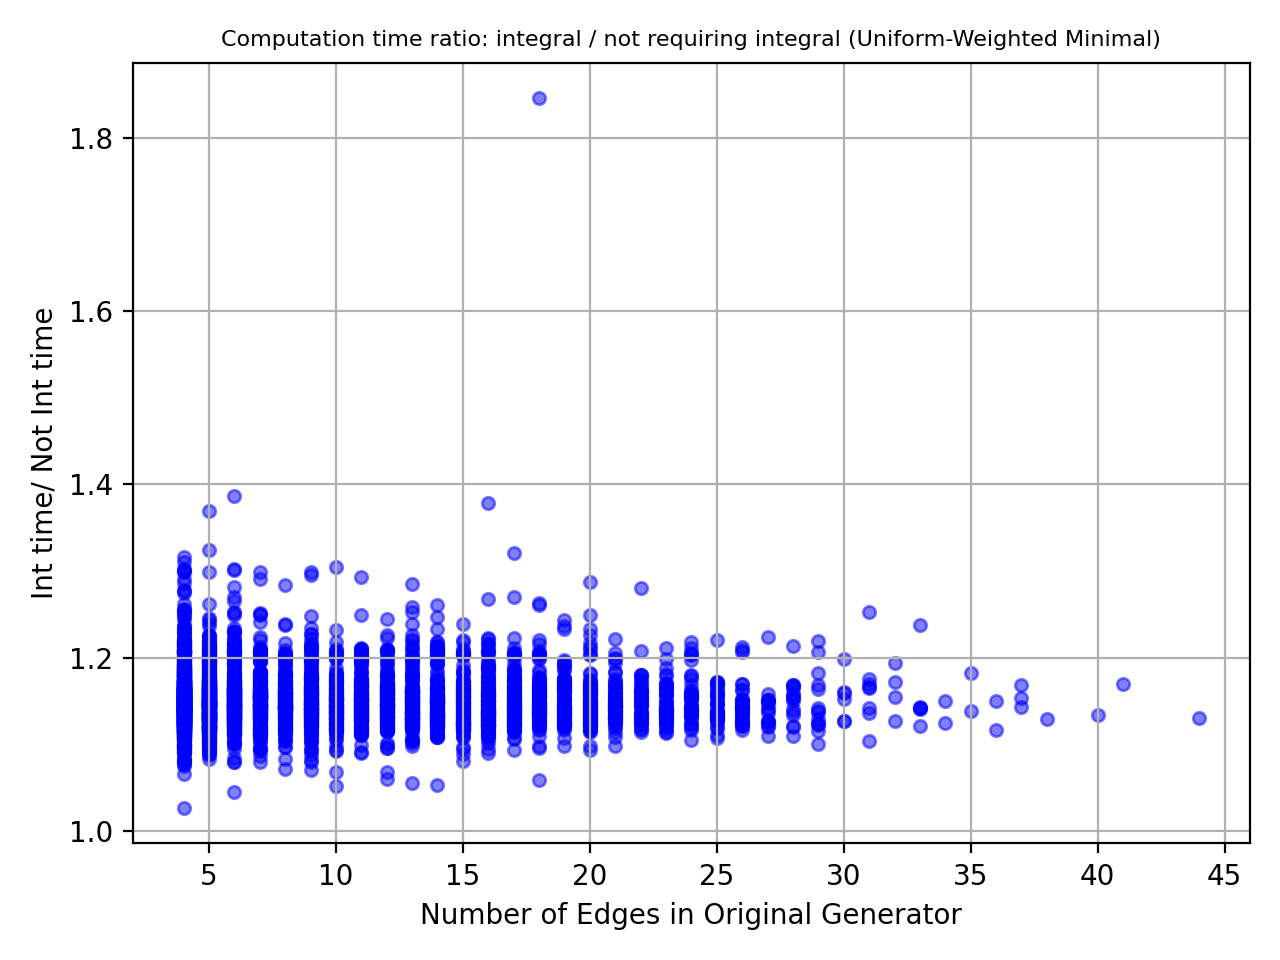 Computation time ratio: integral / not requiring integral (Uniform-Weighted Minimal)
Int time/ Not Int time
1.8
1.6
1.4
1.2
1.0
5 10 15 20 25 30 35 40 45
Number of Edges in Original Generator